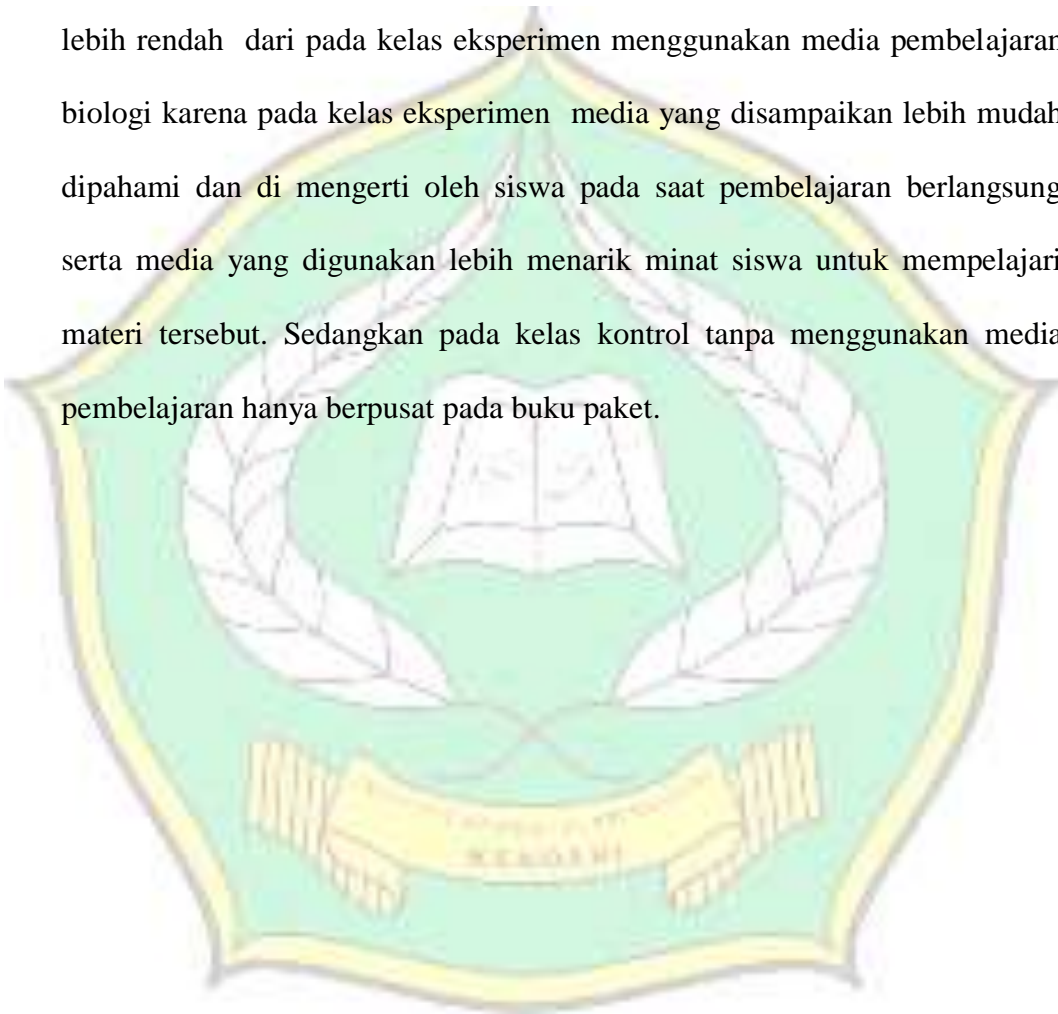 lebih rendah dari pada kelas eksperimen menggunakan media pembelajaran
biologi karena pada kelas eksperimen media yang disampaikan lebih mudah
dipahami dan di mengerti oleh siswa pada saat pembelajaran berlangsung
serta media yang digunakan lebih menarik minat siswa untuk mempelajari
materi tersebut. Sedangkan pada kelas kontrol tanpa menggunakan media
pembelajaran hanya berpusat pada buku paket.
KENDARI